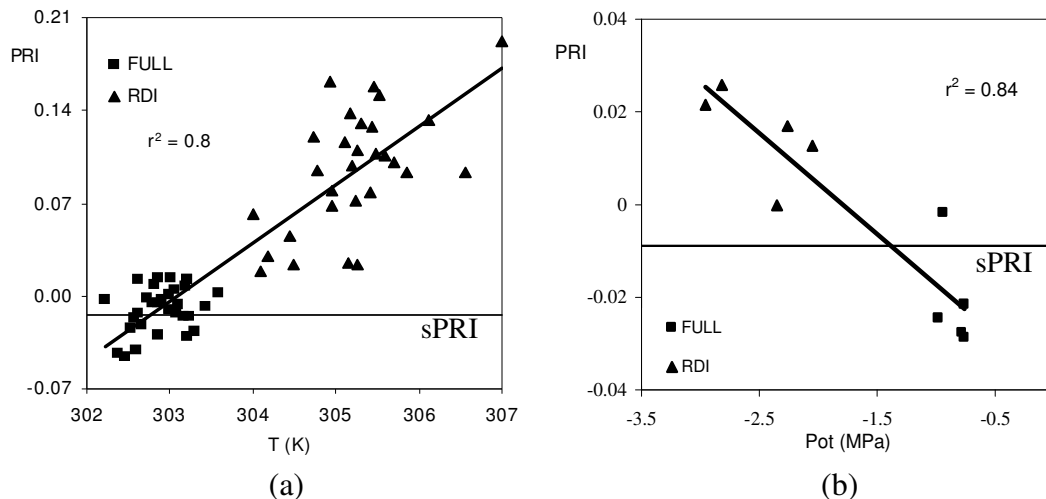 0.21
PRI
FULL
RDI
0.14
r² = 0.8
0.07
0.00
sPRI
-0.07
302 303 304 305 306 307
T (K)
(a)
0.04
PRI
r² = 0.84
0.02
0
sPRI
-0.02
FULL
RDI
-0.04
-3.5 -2.5 -1.5 -0.5
Pot (MPa)
(b)